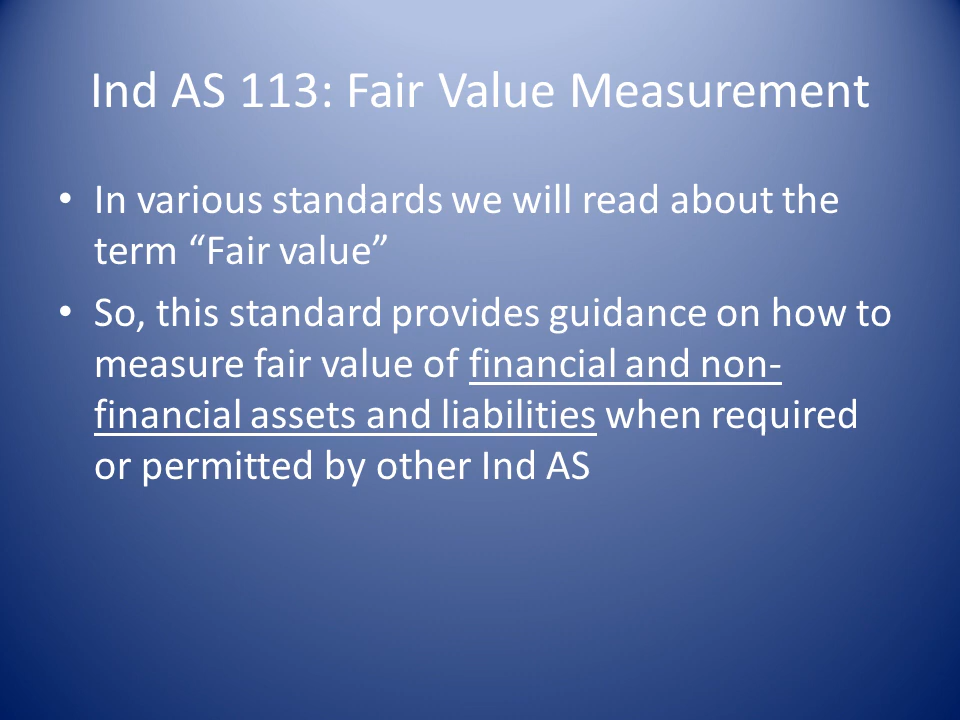 Ind AS 113: Fair Value Measurement
• In various standards we will read about the
term “Fair value”
• So, this standard provides guidance on how to
measure fair value of financial and non-
financial assets and liabilities when required
or permitted by other Ind AS